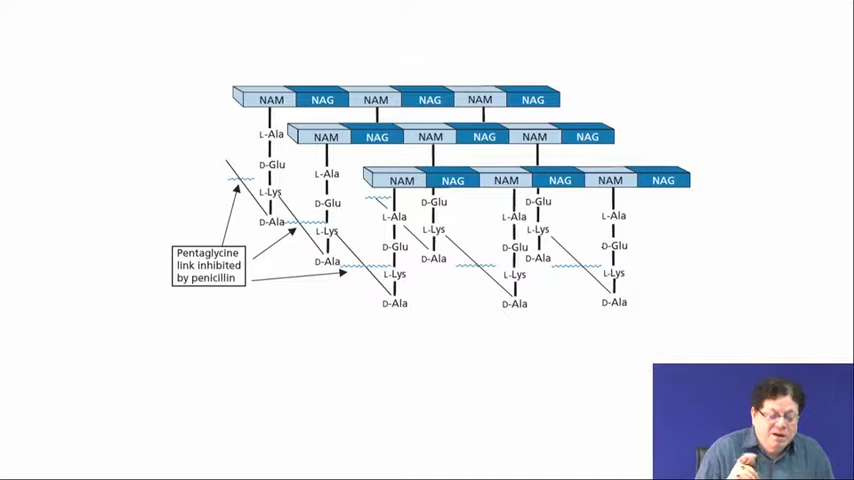 NAM NAG NAM NAG NAM NAG
NAM NAG NAM NAG NAM NAG
NAM NAG NAM NAG NAM NAG
L-Ala
D-Glu
L-Lys
D-Ala
L-Ala
D-Glu
L-Lys
D-Ala
L-Ala
D-Glu
L-Lys
D-Ala
D-Glu
L-Lys
D-Ala
L-Ala
D-Glu
L-Lys
D-Ala
D-Glu
L-Lys
D-Ala
L-Ala
D-Glu
L-Lys
D-Ala
Pentaglycine
link inhibited
by penicillin